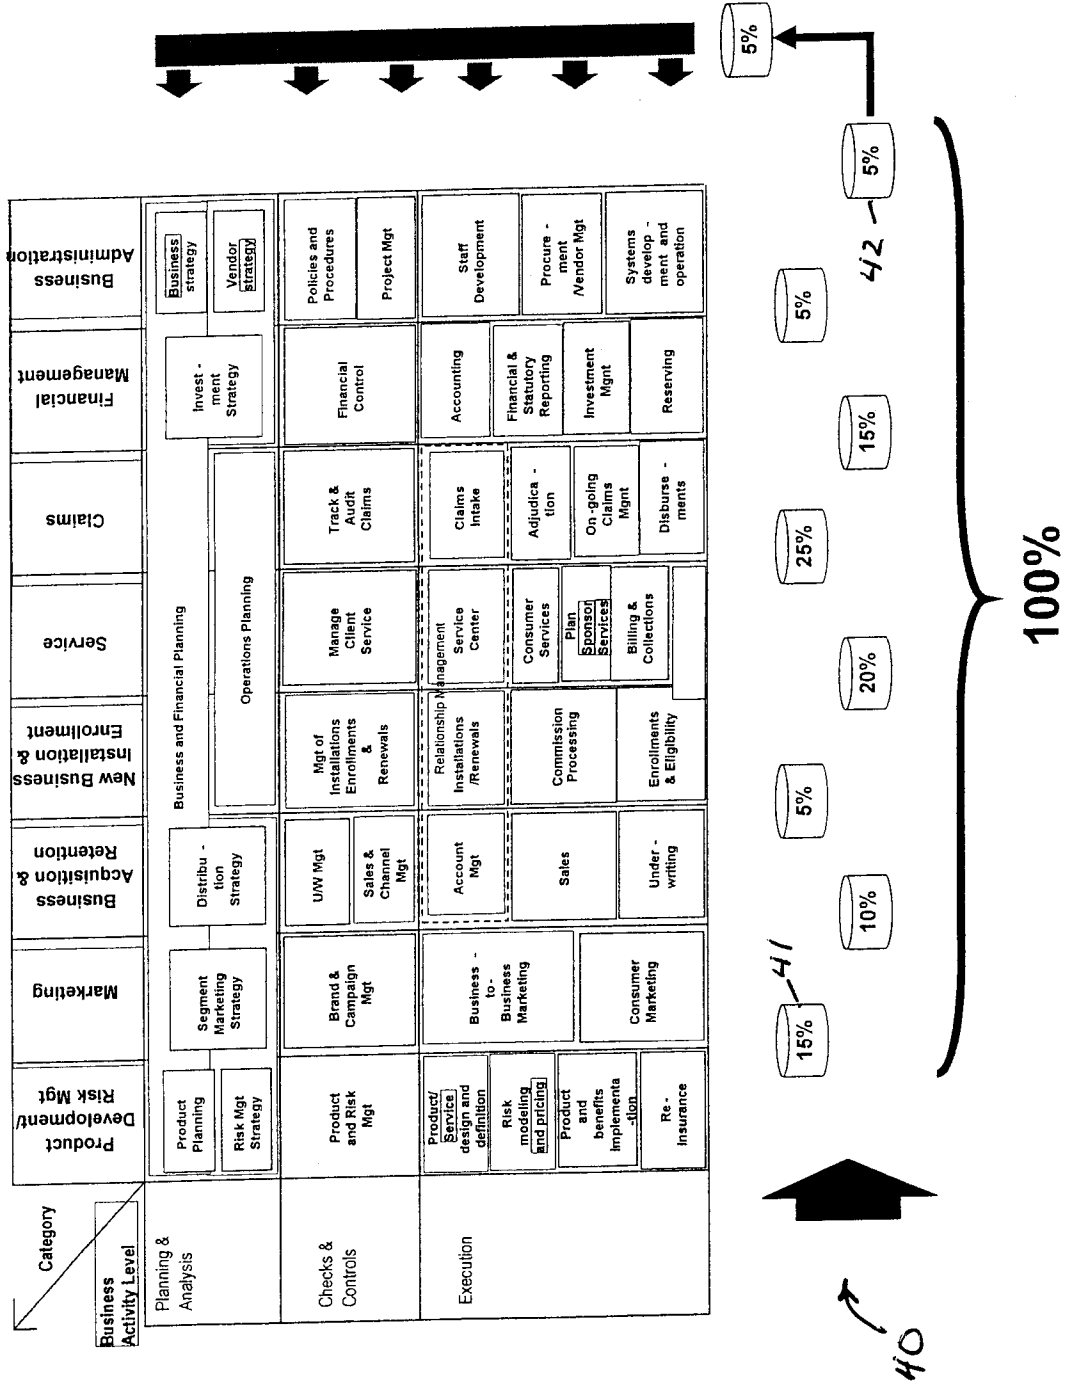 Category
Business
Activity Level
Product
Development/
Risk Mgt
Marketing
Business
Acquisition &
Retention
New Business
Installation &
Enrollment
Service
Claims
Financial
Management
Business
Administration
Planning &
Analysis
Business and Financial Planning
Product
Planning
Risk Mgt
Strategy
Segment
Marketing
Strategy
Distribu -
tion
Strategy
Operations Planning
Invest -
ment
Strategy
Business
strategy
Vendor
strategy
Checks &
Controls
Product
and Risk
Mgt
Brand &
Campaign
Mgt
U/W Mgt
Sales &
Channel
Mgt
Mgt of
Installations
Enrollments
&
Renewals
Manage
Client
Service
Track &
Audit
Claims
Financial
Control
Policies and
Procedures
Project Mgt
Execution
Product/
Service
design and
definition
Risk
modeling
and pricing
Product
and
benefits
Implementa
-tion
Re -
insurance
Business -
to -
Business
Marketing
Consumer
Marketing
Relationship Management
Account
Mgt
Sales
Under -
writing
Installations
/Renewals
Commission
Processing
Enrollments
& Eligibility
Service
Center
Consumer
Services
Plan
Sponsor
Services
Billing &
Collections
Claims
Intake
Adjudica -
tion
On -going
Claims
Mgnt
Disburse -
ments
Accounting
Financial &
Statutory
Reporting
Investment
Mgnt
Reserving
Staff
Development
Procure -
ment
/Vendor Mgt
Systems
develop -
ment and
operation
40
15%
41
10%
5%
20%
25%
15%
5%
5%
42
5%
100%